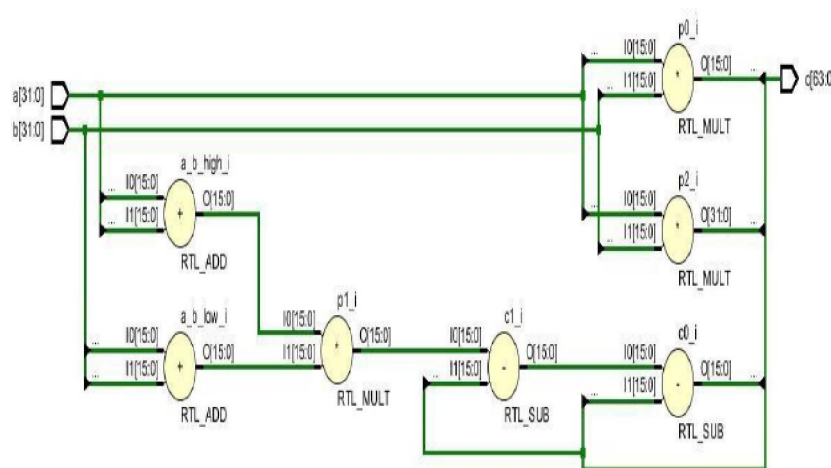 p0_i
I0[15:0]
O[15:0]
I1[15:0]
*
RTL_MULT
a[31:0]
b[31:0]
c[63:0
a_b_high_i
I0[15:0]
O[15:0]
I1[15:0]
+
RTL_ADD
p2_i
I0[15:0]
O[31:0]
I1[15:0]
*
RTL_MULT
a_b_low_i
I0[15:0]
O[15:0]
I1[15:0]
+
RTL_ADD
p1_i
I0[15:0]
O[15:0]
I1[15:0]
*
RTL_MULT
c1_i
I0[15:0]
O[15:0]
I1[15:0]
-
RTL_SUB
c0_i
I0[15:0]
O[15:0]
I1[15:0]
-
RTL_SUB